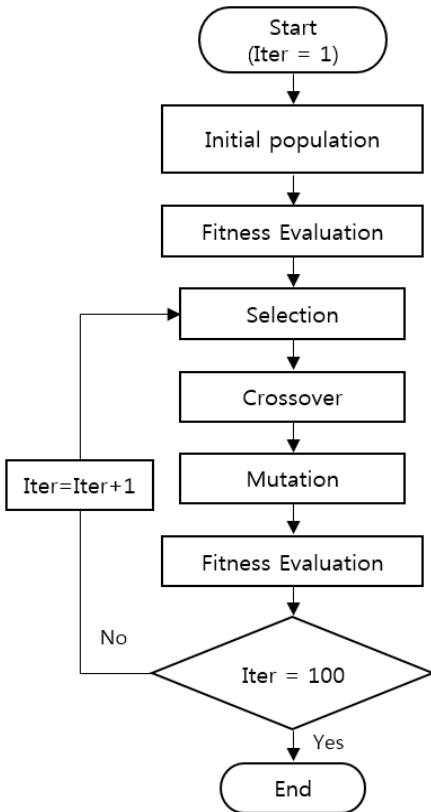 Start
(Iter = 1)
Initial population
Fitness Evaluation
Selection
Crossover
Iter=Iter+1
Mutation
Fitness Evaluation
No
Iter = 100
Yes
End